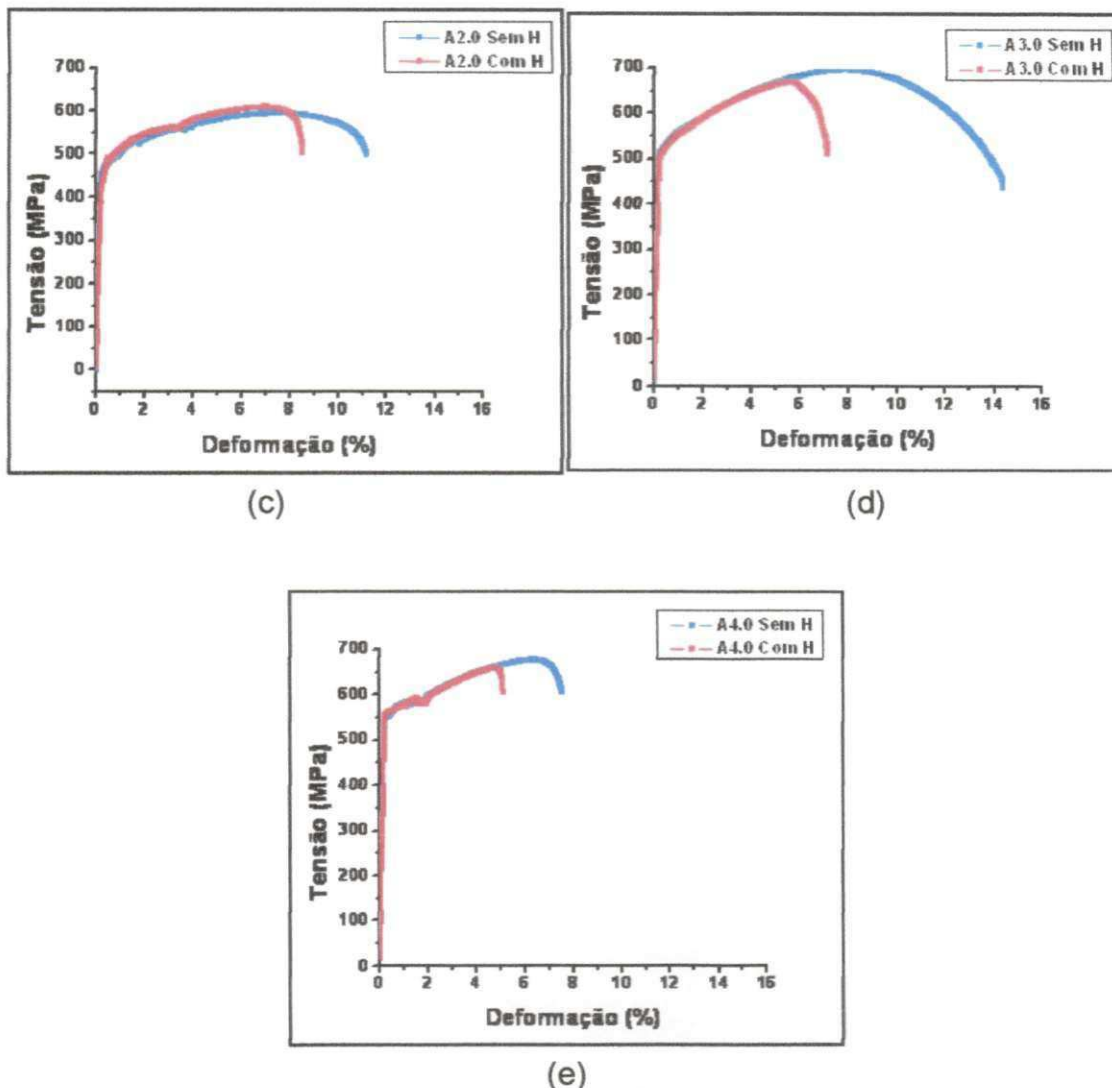 A2.0 Sem H
A2.0 Com H
700
600
500
400
300
200
100
0
Tensão (MPa)
0 2 4 6 8 10 12 14 16
Deformação (%)
(c)
A3.0 Sem H
A3.0 Com H
700
600
500
400
300
200
100
0
Tensão (MPa)
0 2 4 6 8 10 12 14 16
Deformação (%)
(d)
A4.0 Sem H
A4.0 Com H
700
600
500
400
300
200
100
0
Tensão (MPa)
0 2 4 6 8 10 12 14 16
Deformação (%)
(e)